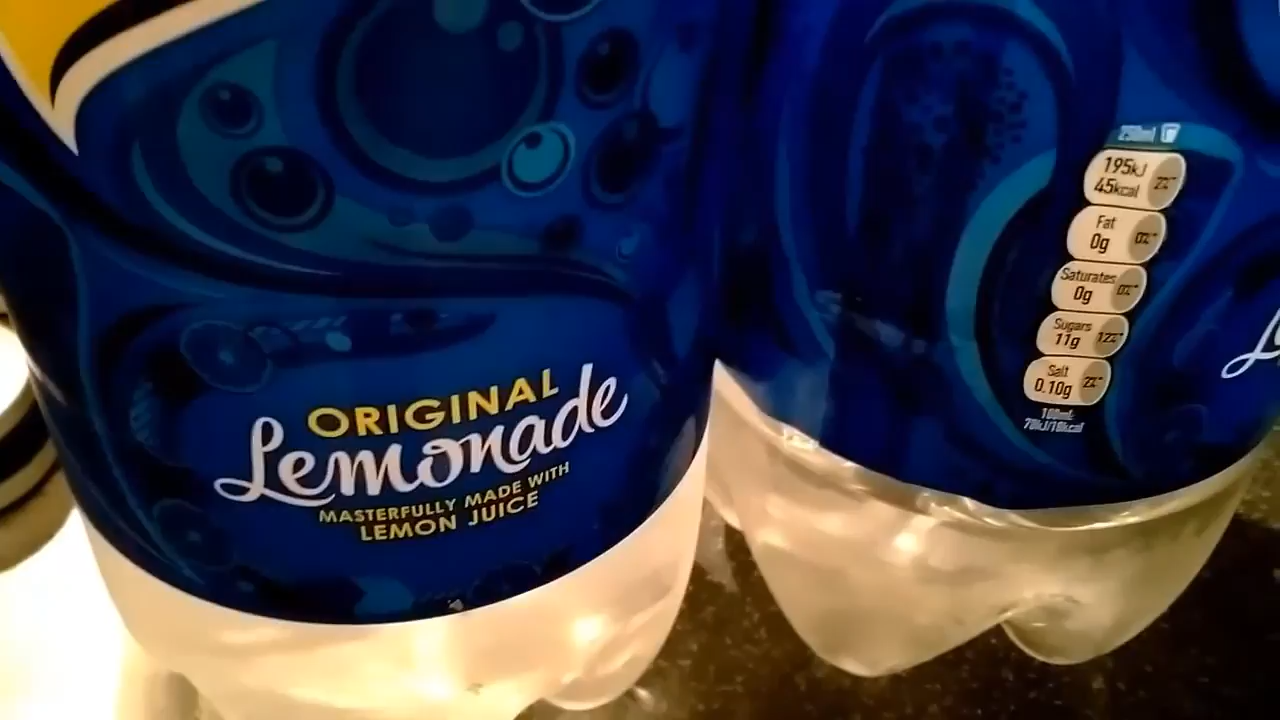 ORIGINAL
Lemonade
MASTERFULLY MADE WITH
LEMON JUICE
250ml
195kJ
45kcal
2%*
Fat
0g
0%*
Saturates
0g
0%*
Sugars
11g
12%*
Salt
0.10g
2%*
100ml:
78kJ/18kcal